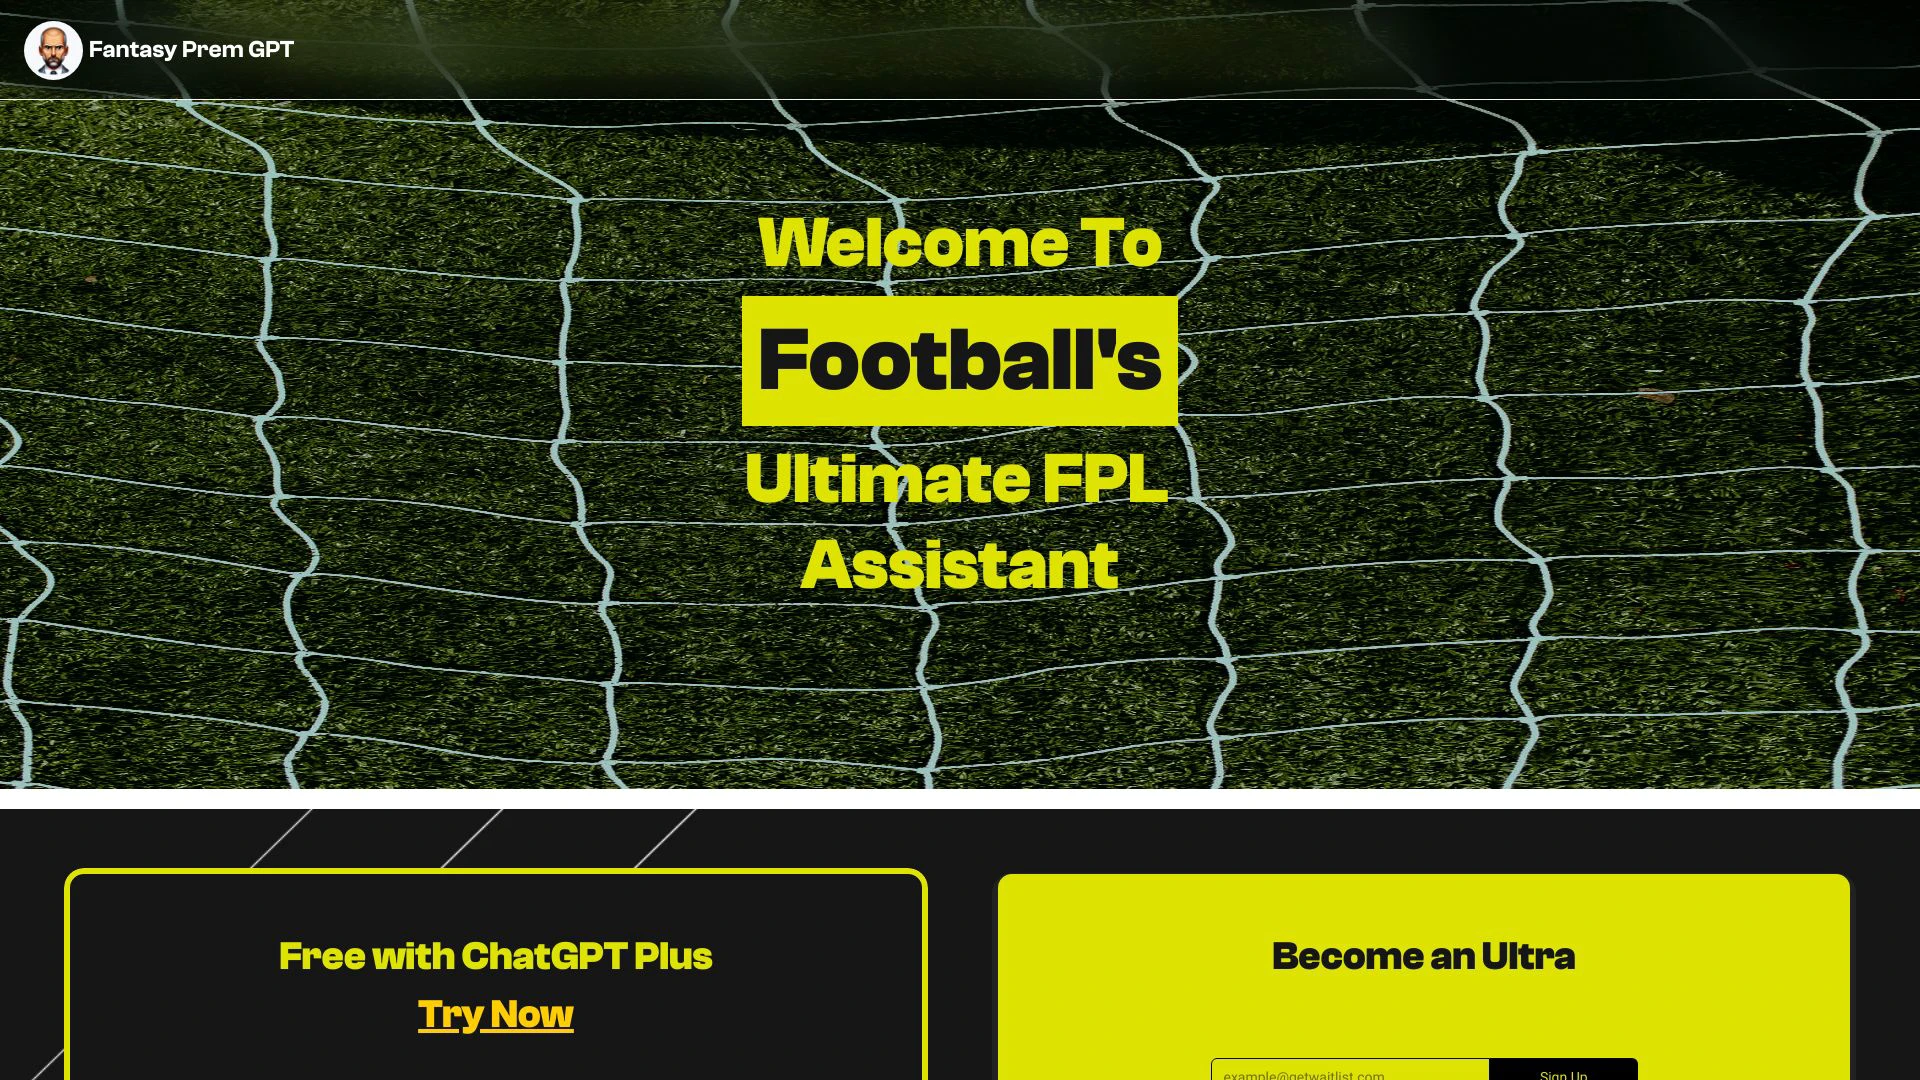 Fantasy Prem GPT
Welcome To
Football's
Ultimate FPL
Assistant
Free with ChatGPT Plus
Try Now
Become an Ultra
example@getwaitlist.com
Sign Up